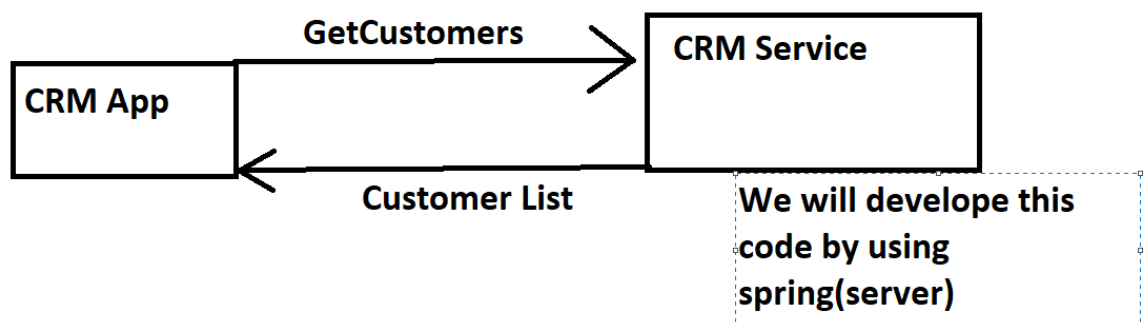 GetCustomers
CRM Service
CRM App
Customer List
We will develope this
code by using
spring(server)